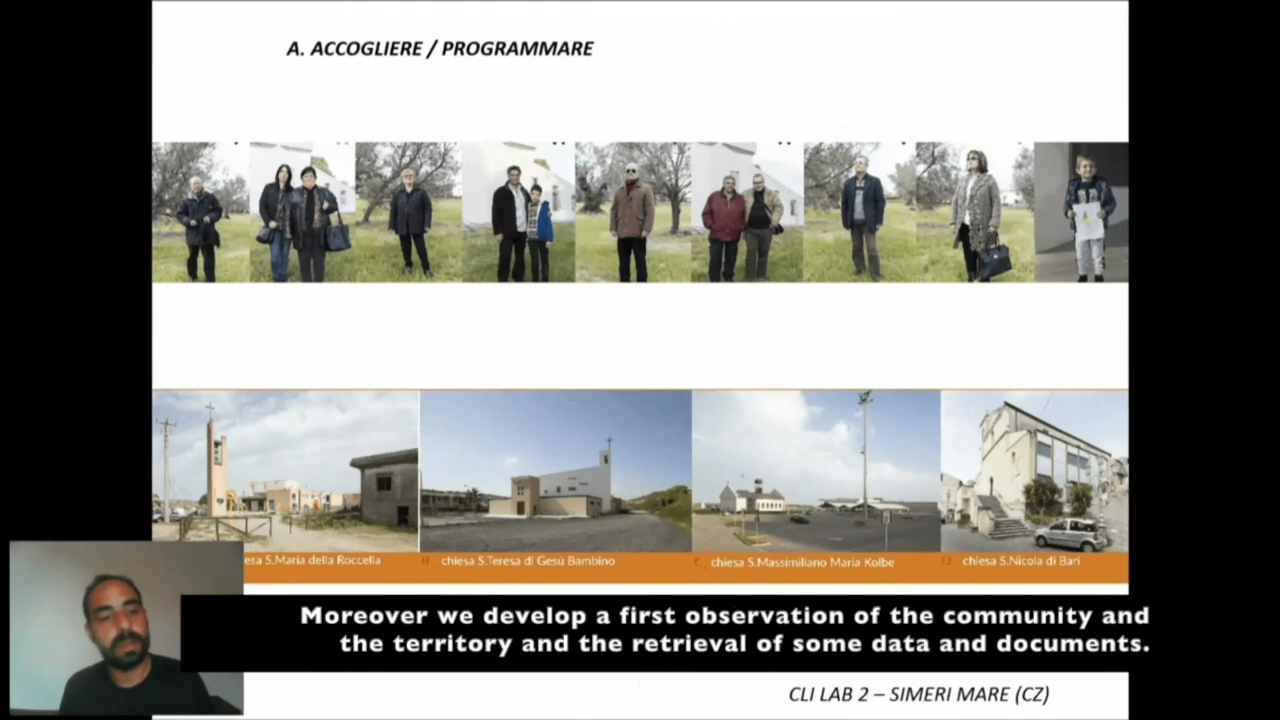 A. ACCOGLIERE / PROGRAMMARE
esa S.Maria della Roccella
chiesa S.Teresa di Gesù Bambino
chiesa S.Massimiliano Maria Kolbe
chiesa S.Nicola di Bari
Moreover we develop a first observation of the community and
the territory and the retrieval of some data and documents.
CLI LAB 2 – SIMERI MARE (CZ)